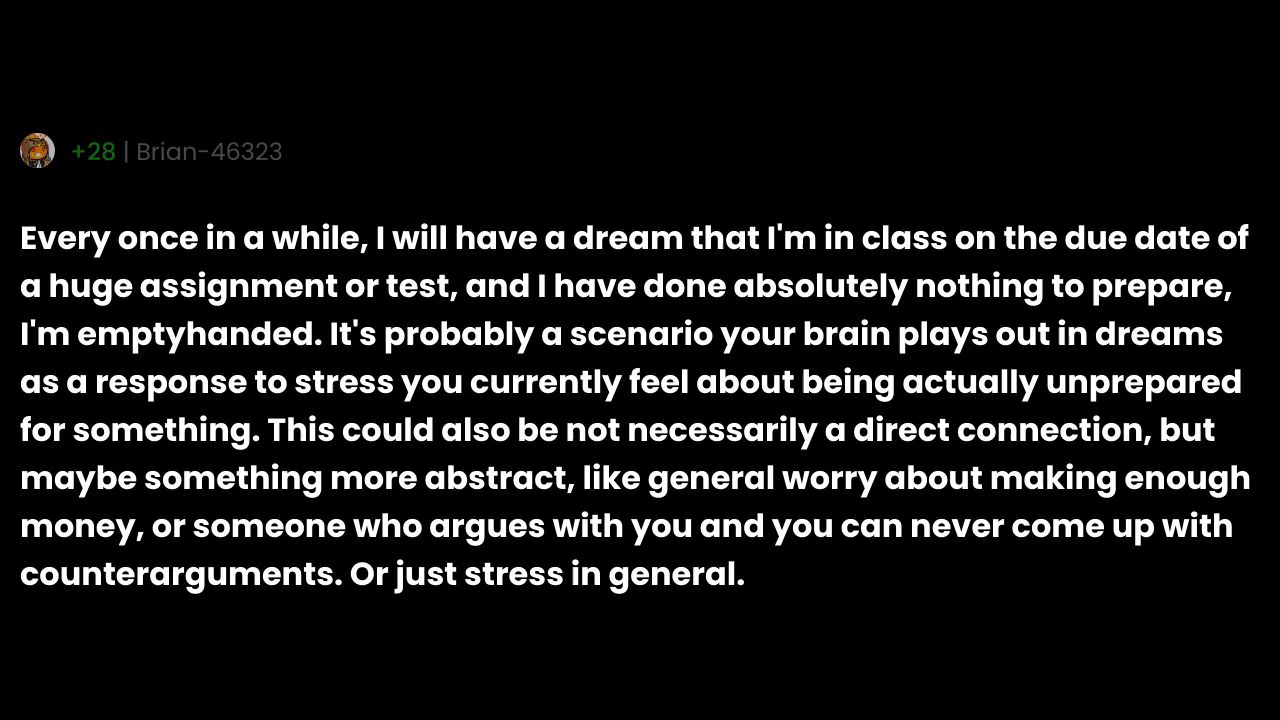 +28 | Brian-46323
Every once in a while, I will have a dream that I'm in class on the due date of
a huge assignment or test, and I have done absolutely nothing to prepare,
I'm emptyhanded. It's probably a scenario your brain plays out in dreams
as a response to stress you currently feel about being actually unprepared
for something. This could also be not necessarily a direct connection, but
maybe something more abstract, like general worry about making enough
money, or someone who argues with you and you can never come up with
counterarguments. Or just stress in general.